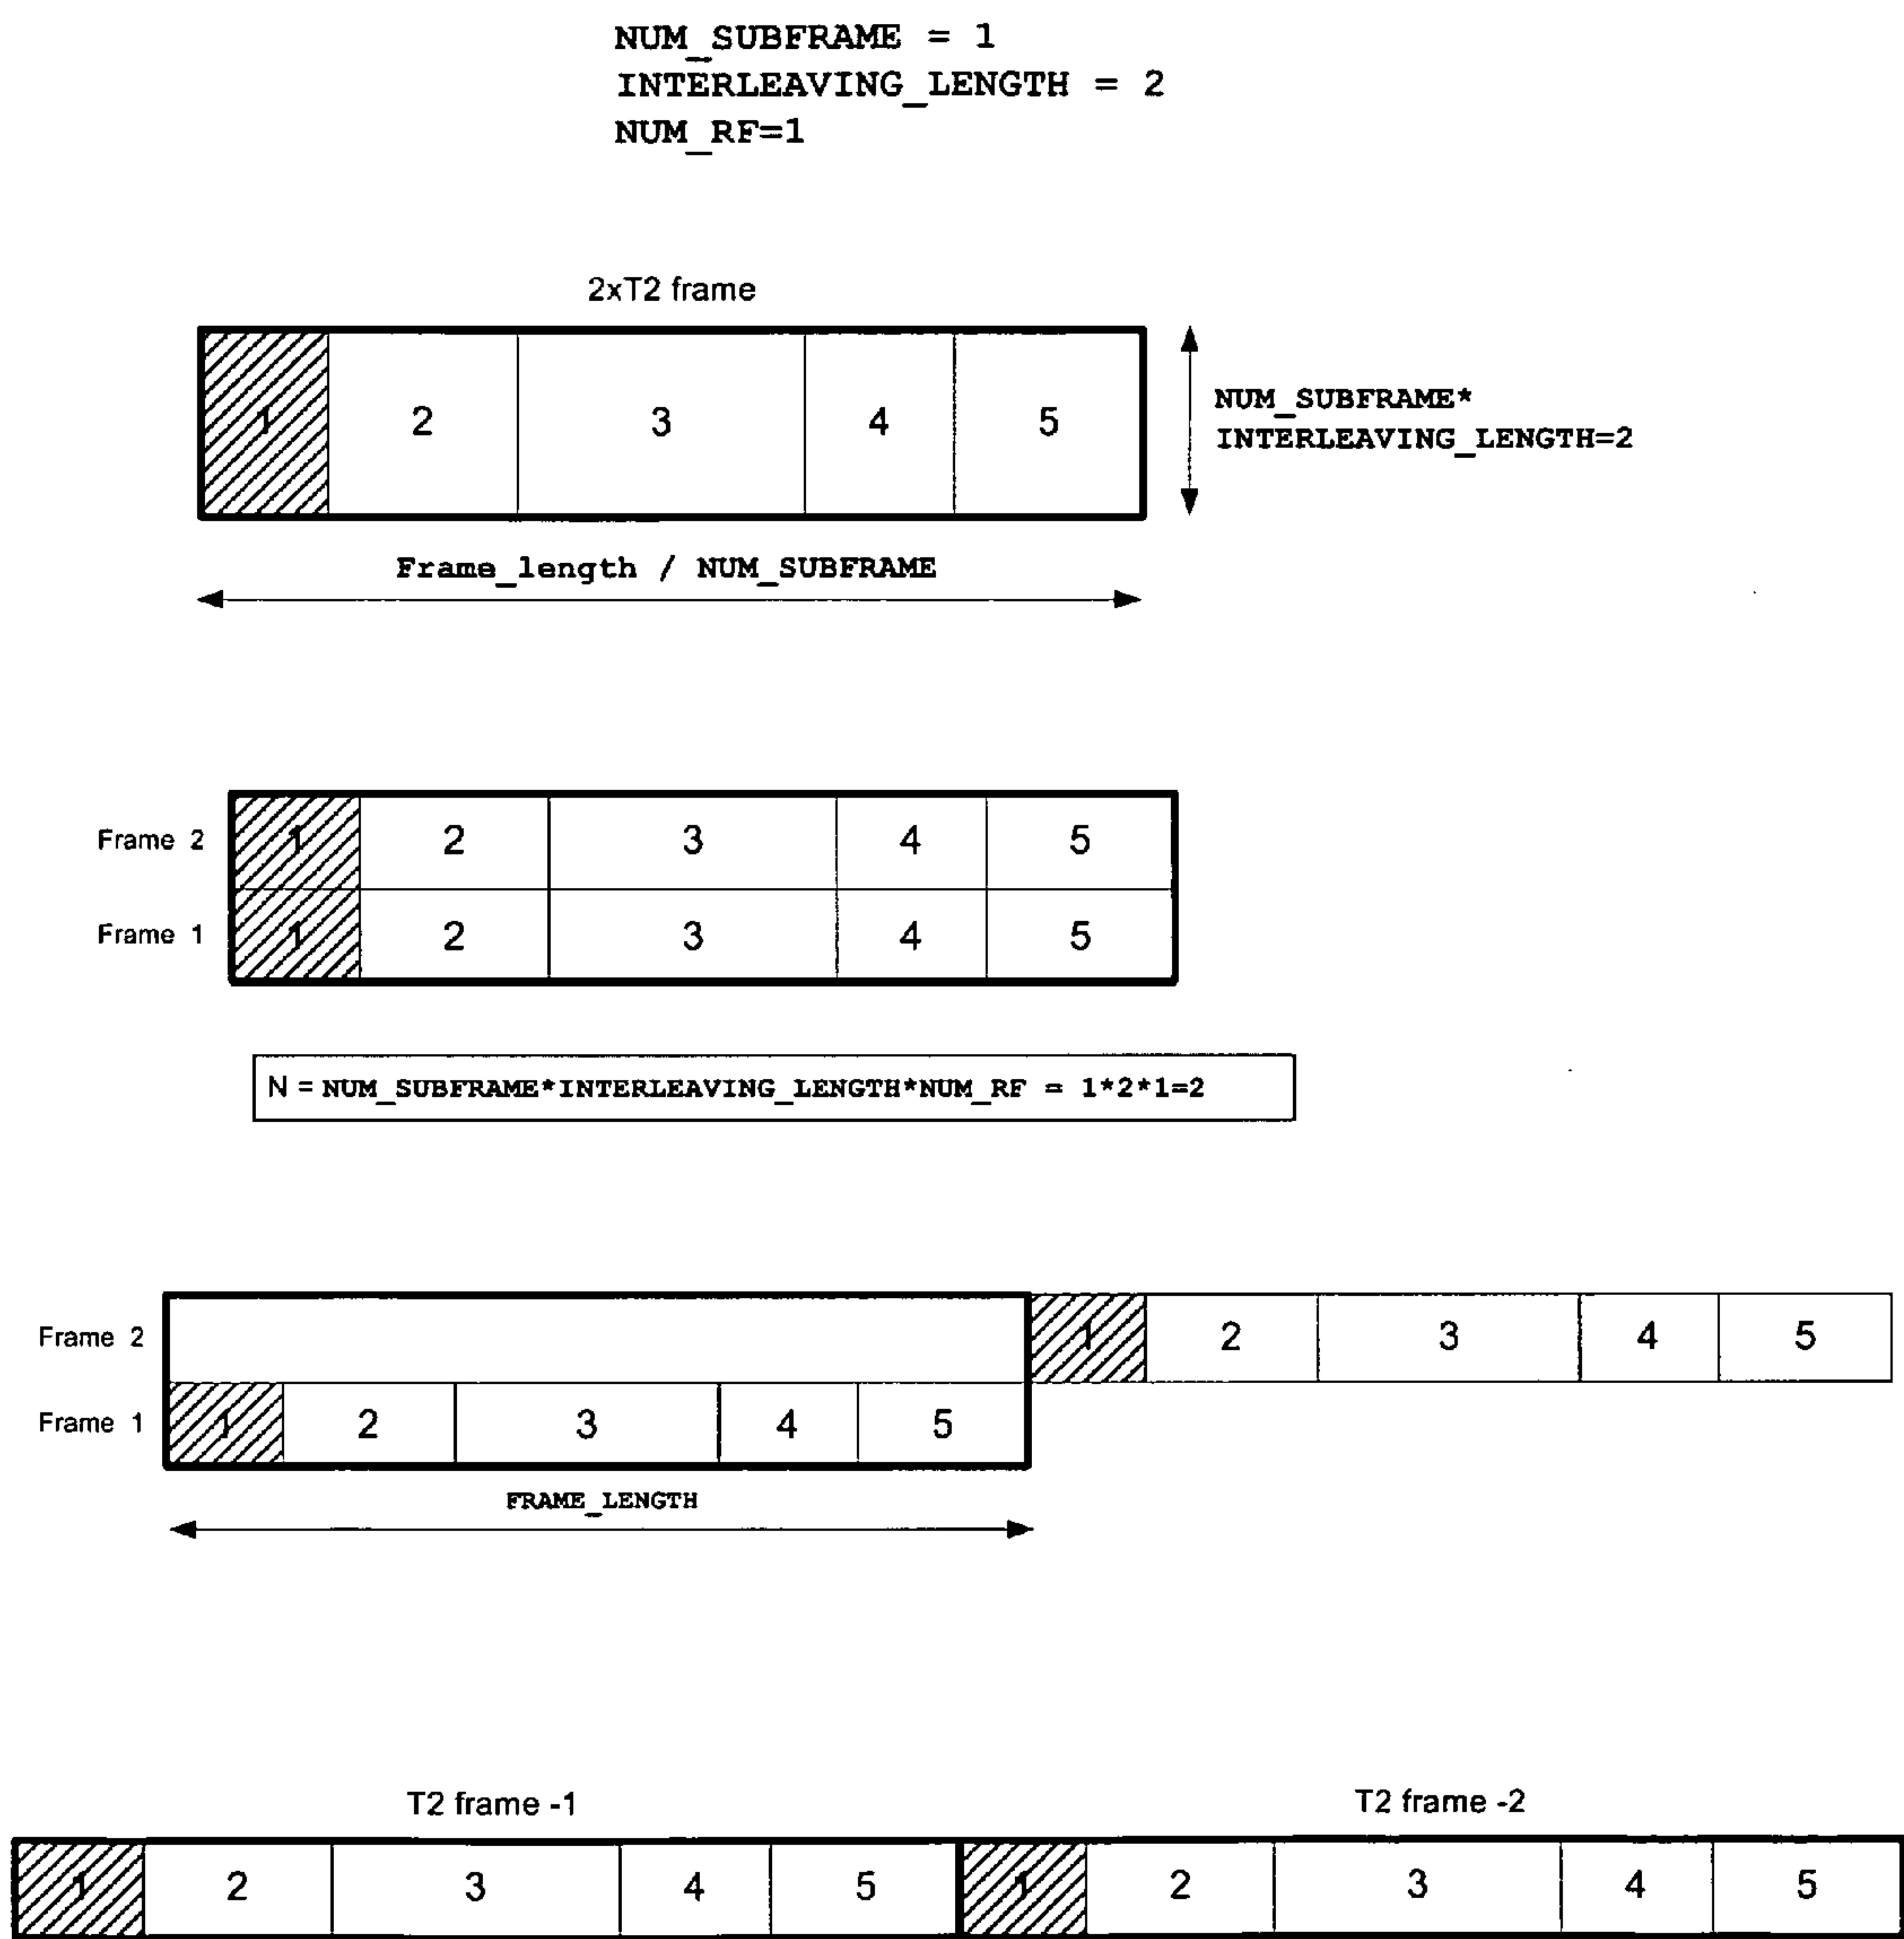 NUM_SUBFRAME = 1
INTERLEAVING_LENGTH = 2
NUM_RF=1
2xT2 frame
1 2 3 4 5
NUM_SUBFRAME*
INTERLEAVING_LENGTH=2
Frame_length / NUM_SUBFRAME
Frame 2 1 2 3 4 5
Frame 1 1 2 3 4 5
N = NUM_SUBFRAME*INTERLEAVING_LENGTH*NUM_RF = 1*2*1=2
Frame 2 1 2 3 4 5
Frame 1 1 2 3 4 5
FRAME_LENGTH
T2 frame -1 T2 frame -2
1 2 3 4 5 1 2 3 4 5